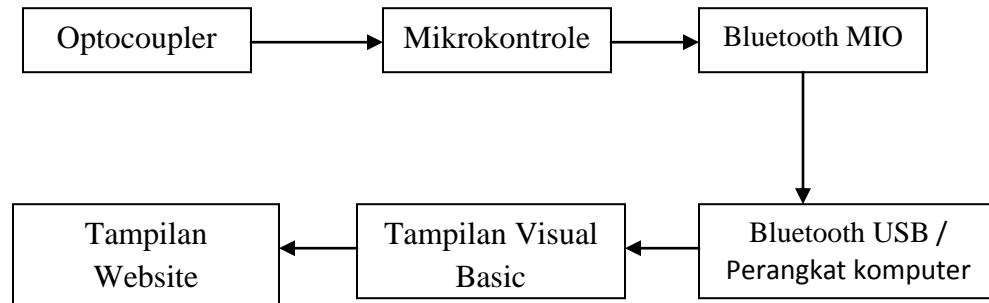 Optocoupler
Mikrokontrole
Bluetooth MIO
Bluetooth USB /
Perangkat komputer
Tampilan Visual
Basic
Tampilan
Website